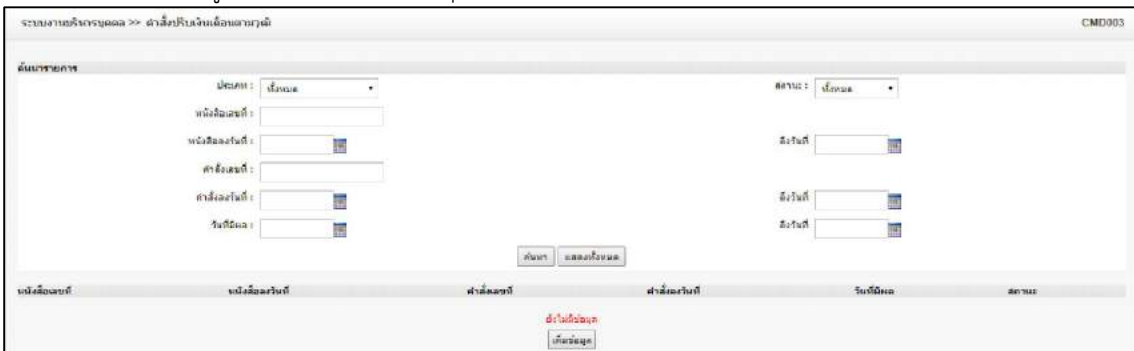 ระบบงานบริหารบุคคล >> คำสั่งปรับเงินเดือนตามวุฒิ CMD003
ค้นหารายการ
ประเภท : ทั้งหมด สถานะ : ทั้งหมด
หนังสือเลขที่ :
หนังสือลงวันที่ : ถึงวันที่
คำสั่งเลขที่ :
คำสั่งลงวันที่ : ถึงวันที่
วันที่มีผล : ถึงวันที่
ค้นหา แสดงทั้งหมด
หนังสือเลขที่ หนังสือลงวันที่ คำสั่งเลขที่ คำสั่งลงวันที่ วันที่มีผล สถานะ
ยังไม่มีข้อมูล
เพิ่มข้อมูล